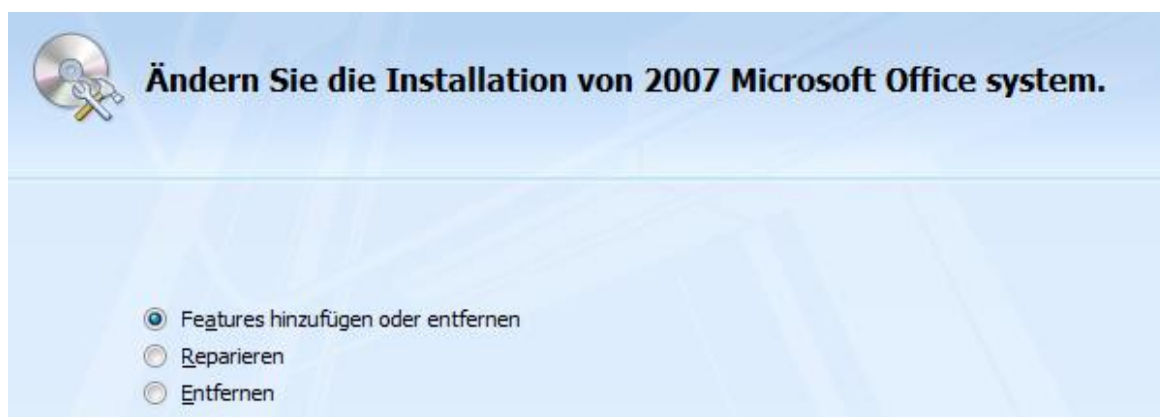 Ändern Sie die Installation von 2007 Microsoft Office system.
Features hinzufügen oder entfernen
Reparieren
Entfernen